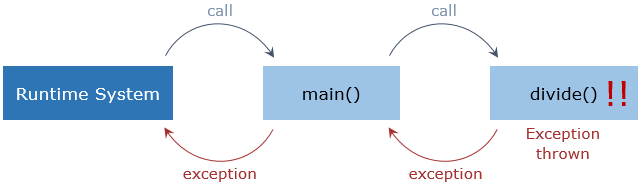 call
call
Runtime System
main()
divide() !!
Exception
thrown
exception
exception